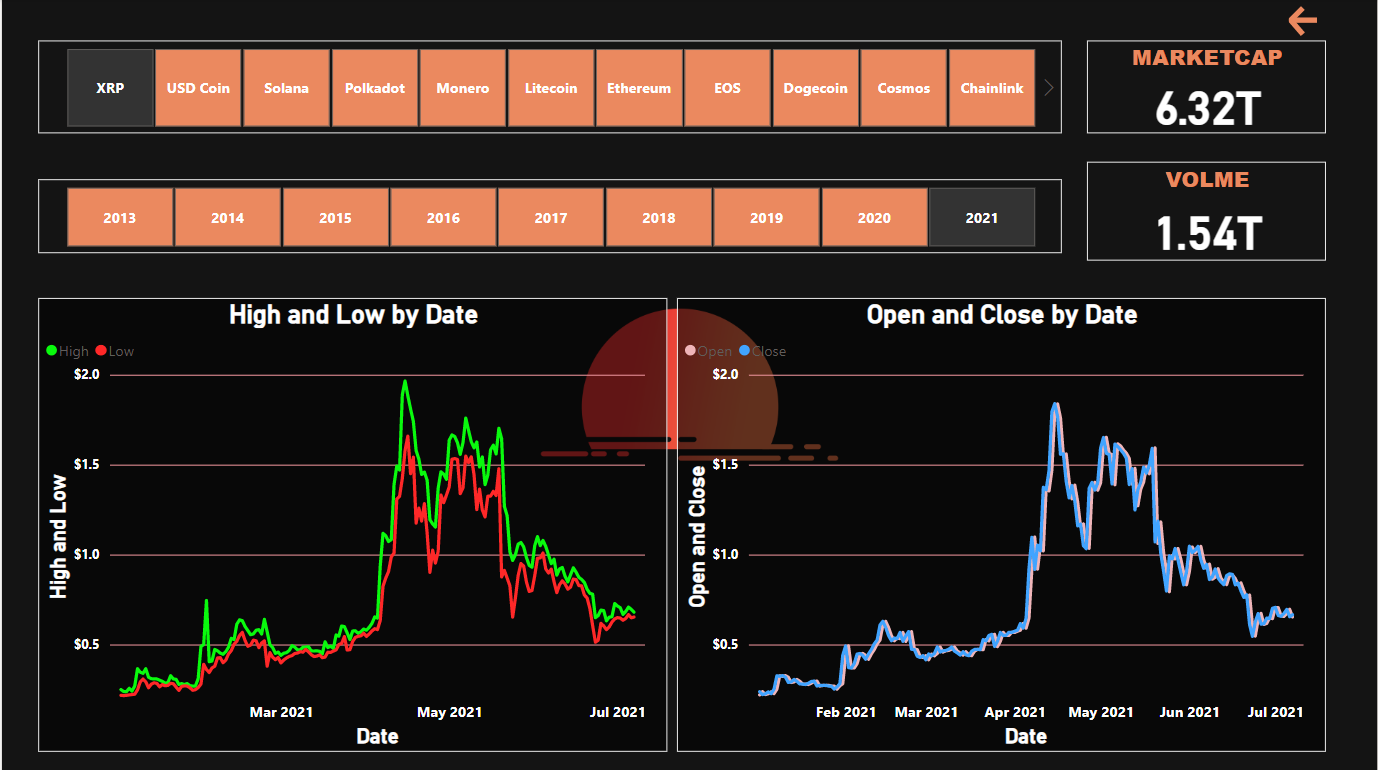 XRP USD Coin Solana Polkadot Monero Litecoin Ethereum EOS Dogecoin Cosmos Chainlink
MARKETCAP
6.32T
2013 2014 2015 2016 2017 2018 2019 2020 2021
VOLME
1.54T
High and Low by Date
High Low
High and Low
$2.0
$1.5
$1.0
$0.5
Mar 2021 May 2021 Jul 2021
Date
Open and Close by Date
Open Close
Open and Close
$2.0
$1.5
$1.0
$0.5
Feb 2021 Mar 2021 Apr 2021 May 2021 Jun 2021 Jul 2021
Date